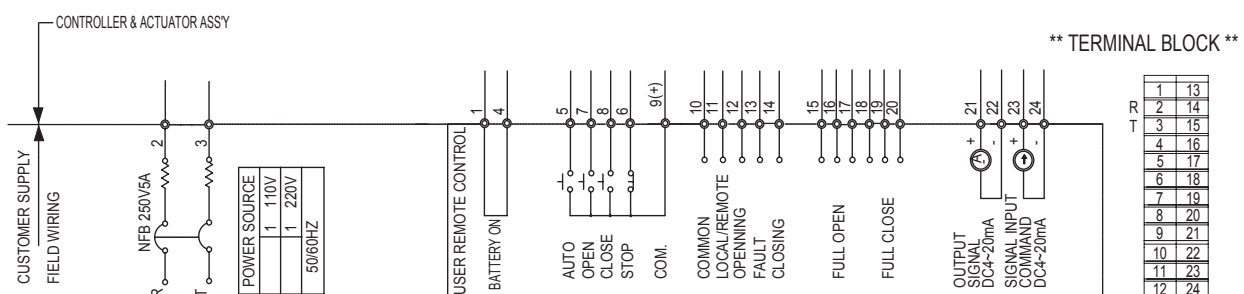 CONTROLLER & ACTUATOR ASS'Y
** TERMINAL BLOCK **
CUSTOMER SUPPLY
FIELD WIRING
2
3
NFB 250V5A
R
T
POWER SOURCE
1 110V
1 220V
50/60HZ
USER REMOTE CONTROL
1
4
BATTERY ON
5
7
8
6
9(+)
AUTO
OPEN
CLOSE
STOP
COM.
10
11
12
13
14
COMMON
LOCAL/REMOTE
OPENNING
FAULT
CLOSING
15
16
17
18
19
20
FULL OPEN
FULL CLOSE
21
22
23
24
+
-
+
-
A
OUTPUT
SIGNAL
DC4~20mA
SIGNAL INPUT
COMMAND
DC4~20mA
1 13
R 2 14
T 3 15
4 16
5 17
6 18
7 19
8 20
9 21
10 22
11 23
12 24